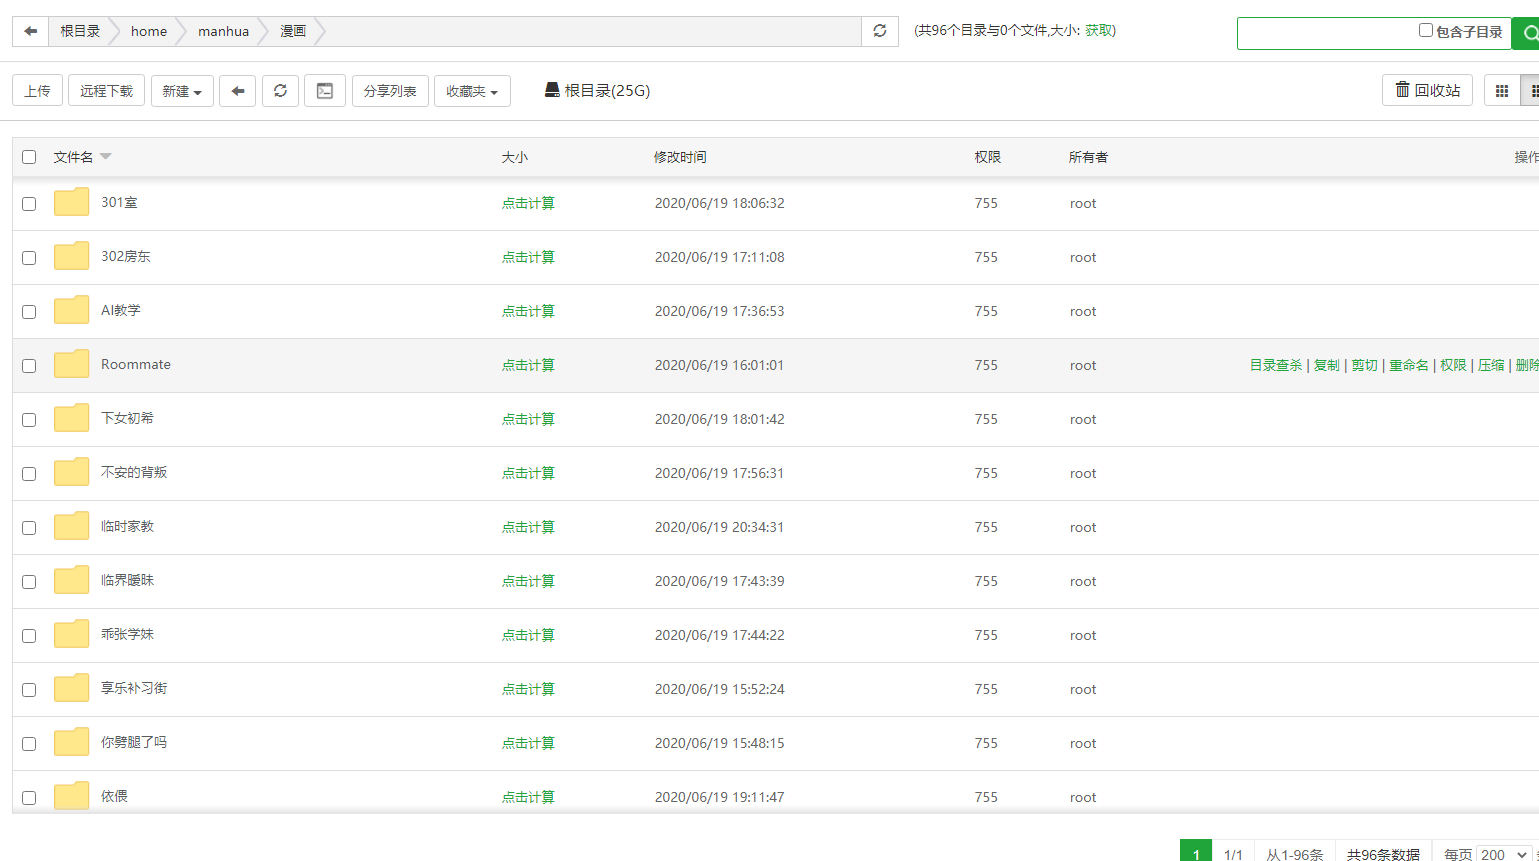 根目录 home manhua 漫画 (共96个目录与0个文件,大小: 获取) 包含子目录
上传 远程下载 新建 分享列表 收藏夹 根目录(25G) 回收站
文件名 大小 修改时间 权限 所有者 操作
301室 点击计算 2020/06/19 18:06:32 755 root
302房东 点击计算 2020/06/19 17:11:08 755 root
AI教学 点击计算 2020/06/19 17:36:53 755 root
Roommate 点击计算 2020/06/19 16:01:01 755 root 目录查杀 | 复制 | 剪切 | 重命名 | 权限 | 压缩 | 删除
下女初希 点击计算 2020/06/19 18:01:42 755 root
不安的背叛 点击计算 2020/06/19 17:56:31 755 root
临时家教 点击计算 2020/06/19 20:34:31 755 root
临界暧昧 点击计算 2020/06/19 17:43:39 755 root
乖张学妹 点击计算 2020/06/19 17:44:22 755 root
享乐补习街 点击计算 2020/06/19 15:52:24 755 root
你劈腿了吗 点击计算 2020/06/19 15:48:15 755 root
依偎 点击计算 2020/06/19 19:11:47 755 root
1 1/1 从1-96条 共96条数据 每页 200